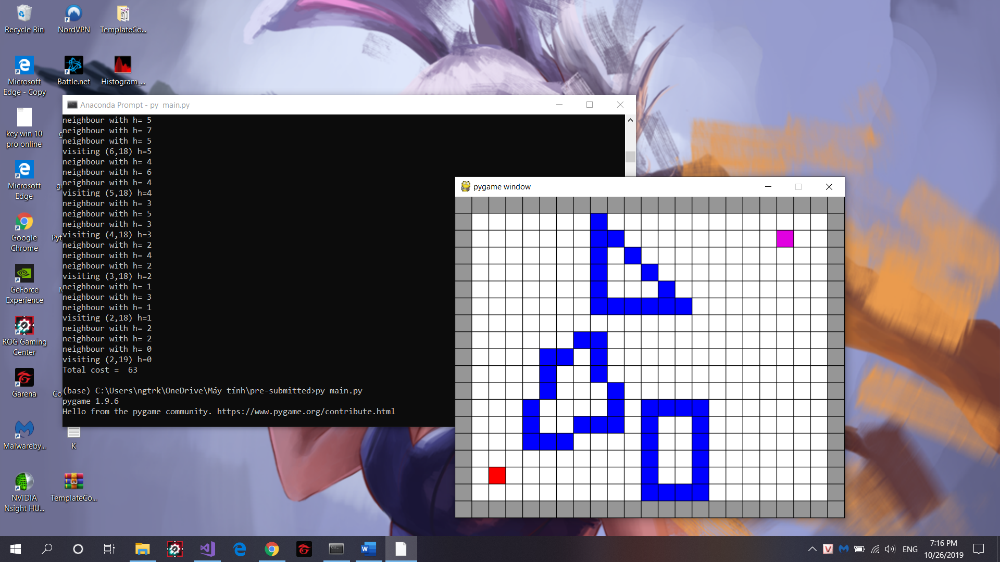 Recycle Bin
NordVPN
TemplateCo...
Microsoft
Edge - Copy
Battle.net
Histogram_...
key win 10
pro online
Microsoft
Edge
Google
Chrome
Pyt
GeForce
Experience
ROG Gaming
Center
Garena
Co
Malwareby...
K
NVIDIA
Nsight HU...
TemplateCo...
Anaconda Prompt - py  main.py
neighbour with h= 5
neighbour with h= 7
neighbour with h= 5
visiting (6,18) h=5
neighbour with h= 4
neighbour with h= 6
neighbour with h= 4
visiting (5,18) h=4
neighbour with h= 3
neighbour with h= 5
neighbour with h= 3
visiting (4,18) h=3
neighbour with h= 2
neighbour with h= 4
neighbour with h= 2
visiting (3,18) h=2
neighbour with h= 1
neighbour with h= 3
neighbour with h= 1
visiting (2,18) h=1
neighbour with h= 2
neighbour with h= 2
neighbour with h= 0
visiting (2,19) h=0
Total cost =  63
(base) C:\Users\ngtrk\OneDrive\Máy tính\pre-submitted>py main.py
pygame 1.9.6
Hello from the pygame community. https://www.pygame.org/contribute.html
pygame window
ENG
7:16 PM
10/26/2019